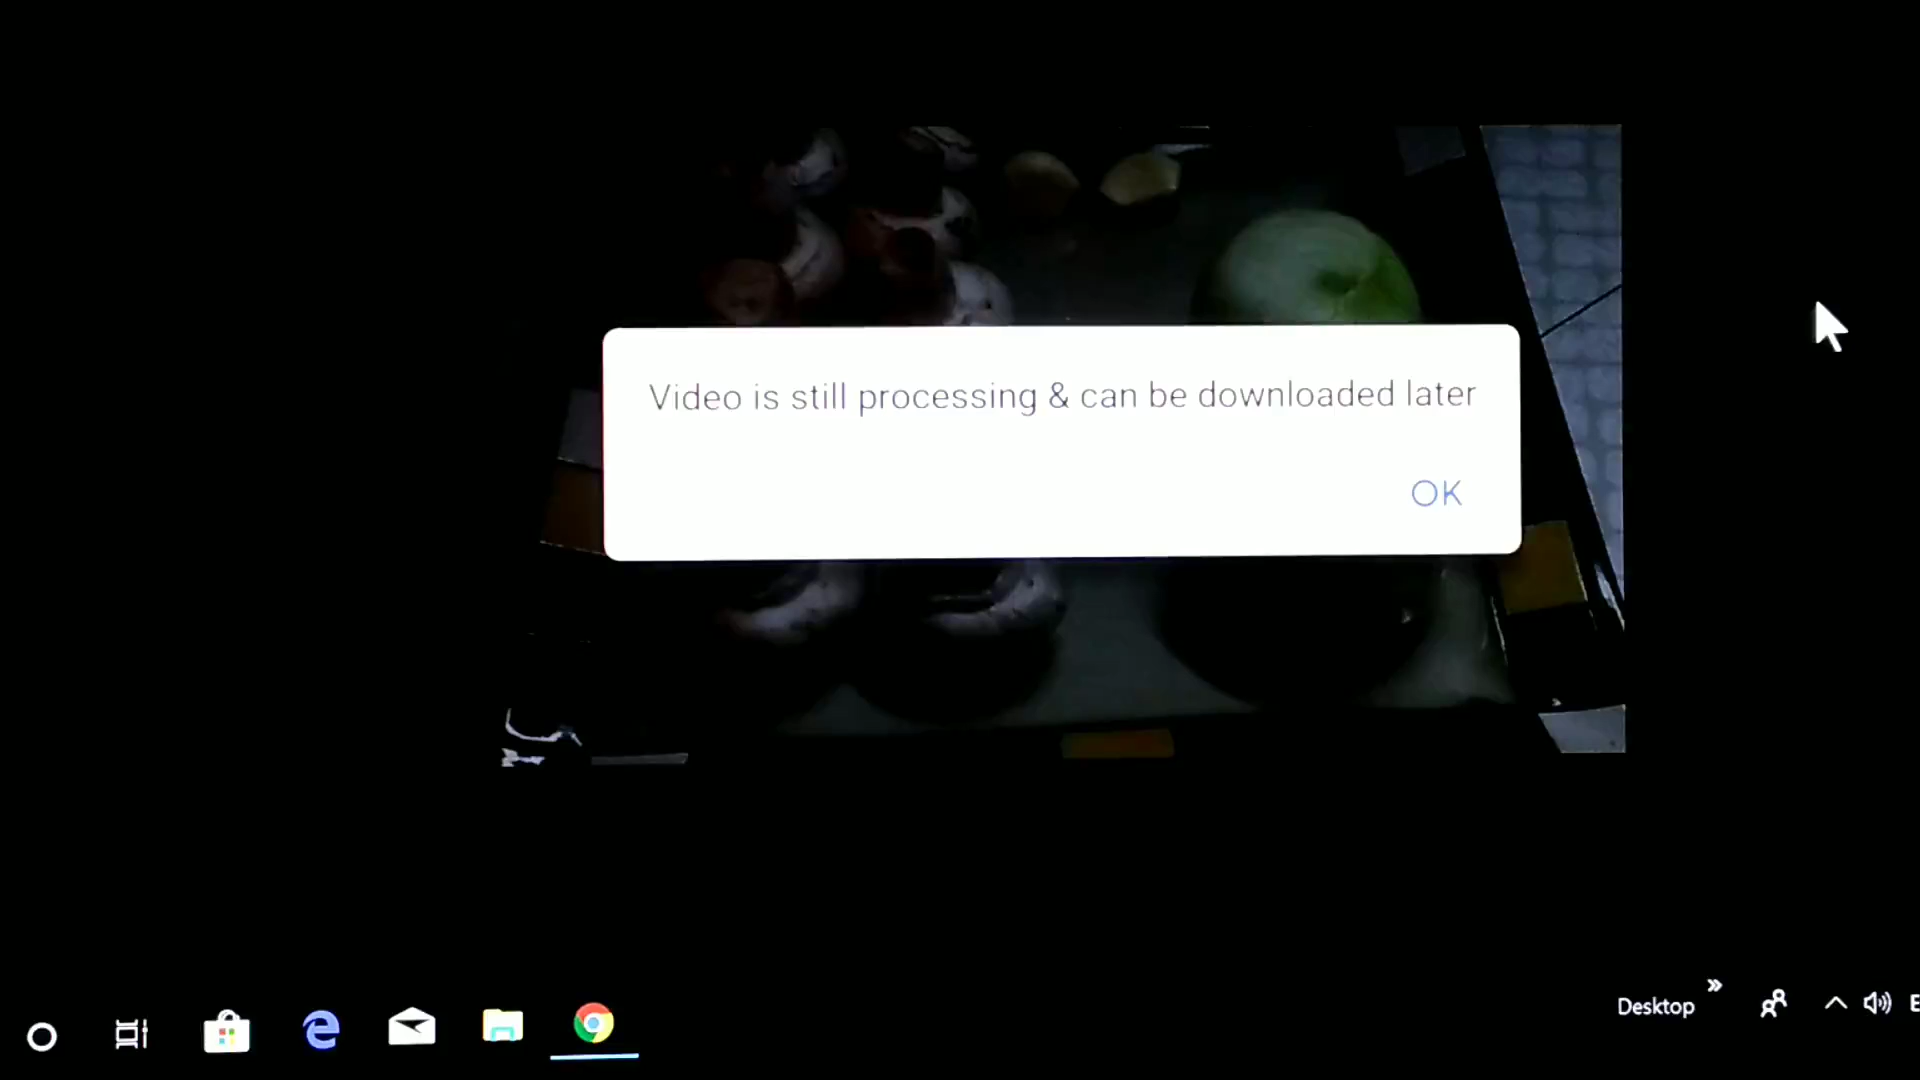 Video is still processing & can be downloaded later
OK
Desktop